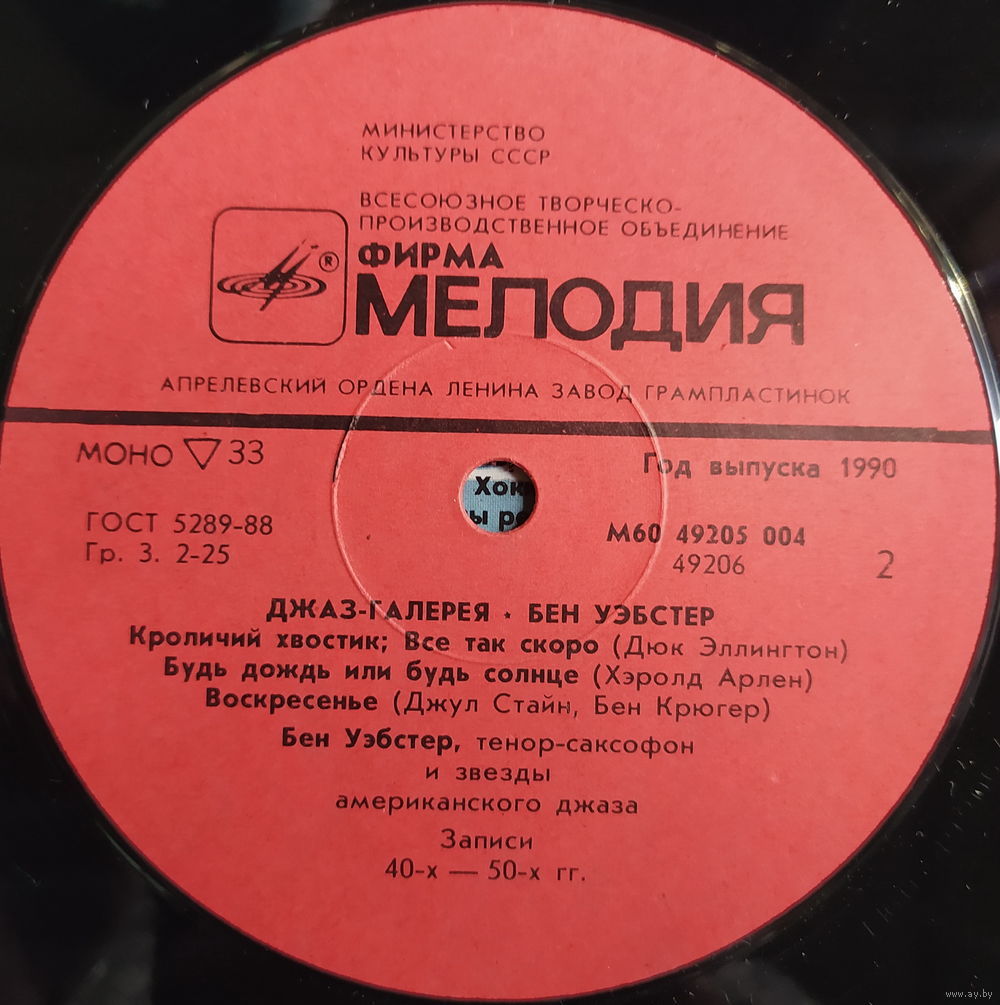 МИНИСТЕРСТВО
КУЛЬТУРЫ СССР
ВСЕСОЮЗНОЕ ТВОРЧЕСКО-
ПРОИЗВОДСТВЕННОЕ ОБЪЕДИНЕНИЕ
ФИРМА
®
МЕЛОДИЯ
АПРЕЛЕВСКИЙ ОРДЕНА ЛЕНИНА ЗАВОД ГРАМПЛАСТИНОК
МОНО ▽ 33
Год выпуска 1990
ГОСТ 5289-88
Гр. 3. 2-25
М60 49205 004
49206
2
ДЖАЗ-ГАЛЕРЕЯ · БЕН УЭБСТЕР
Кроличий хвостик; Все так скоро (Дюк Эллингтон)
Будь дождь или будь солнце (Хэролд Арлен)
Воскресенье (Джул Стайн, Бен Крюгер)
Бен Уэбстер, тенор-саксофон
и звезды
американского джаза
Записи
40-х — 50-х гг.
www.ay.by